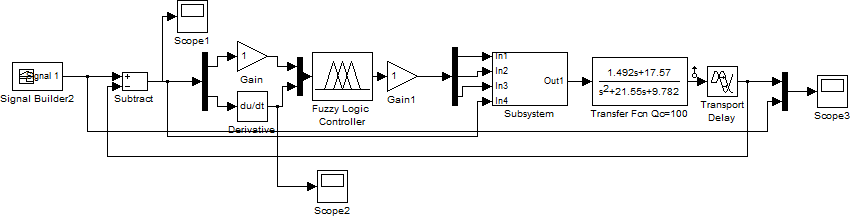 Signal 1
Signal Builder2
+
−
Subtract
Scope1
1
Gain
du/dt
Derivative
Fuzzy Logic
Controller
1
Gain1
In1
In2
In3
In4
Out1
Subsystem
1.492s+17.57
s2+21.55s+9.782
Transfer Fcn Qc=100
Transport
Delay
Scope3
Scope2